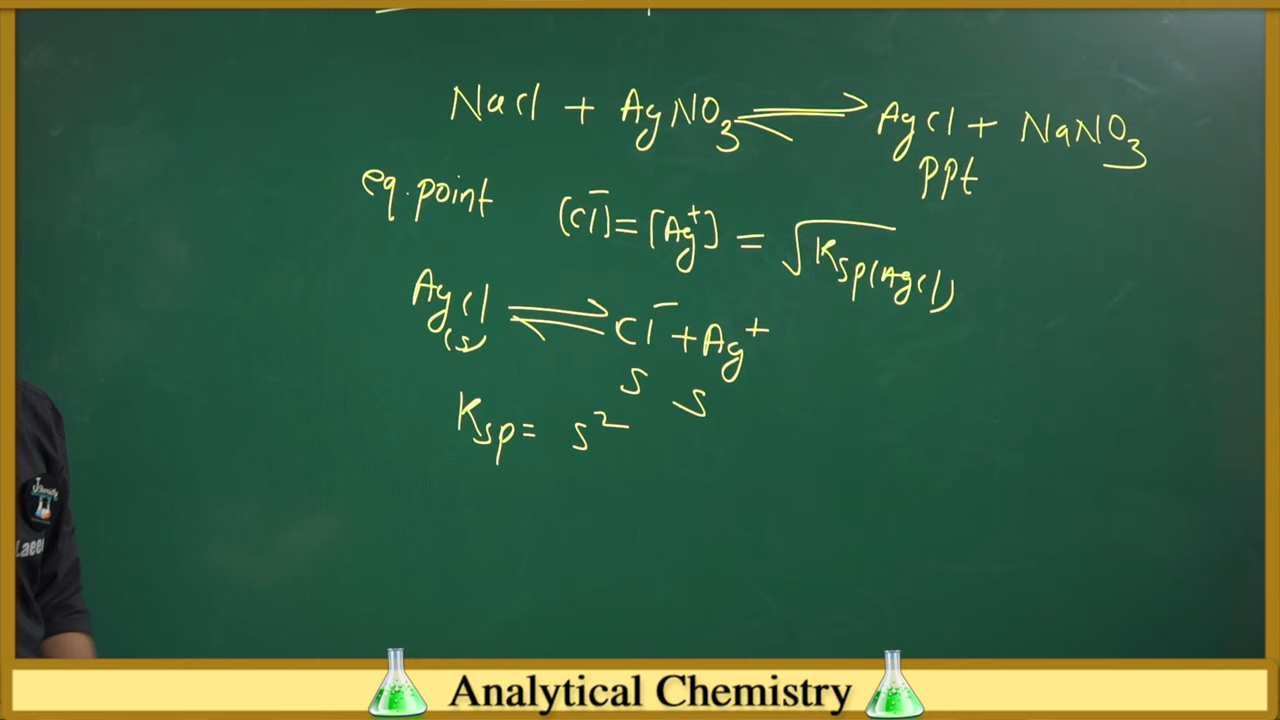 NaCl + AgNO3 ⇌ AgCl + NaNO3
ppt
eq. point [Cl⁻] = [Ag⁺] = √Ksp(AgCl)
AgCl ⇌ Cl⁻ + Ag⁺
(s)
s s
Ksp = s²
Analytical Chemistry